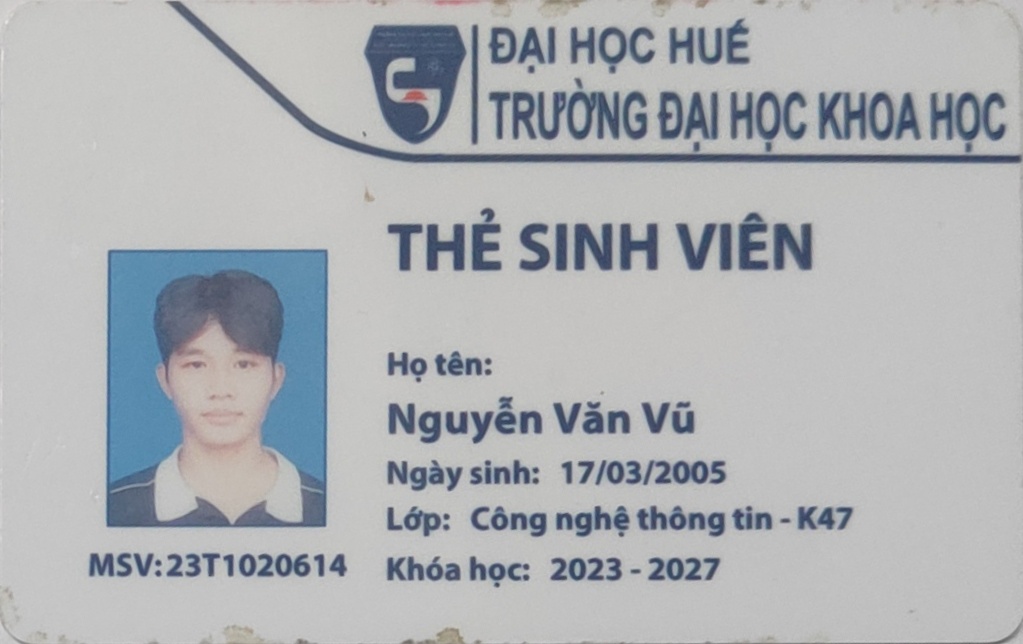 ĐẠI HỌC HUẾ
TRƯỜNG ĐẠI HỌC KHOA HỌC
THẺ SINH VIÊN
Họ tên:
Nguyễn Văn Vũ
Ngày sinh: 17/03/2005
Lớp: Công nghệ thông tin - K47
Khóa học: 2023 - 2027
MSV:23T1020614